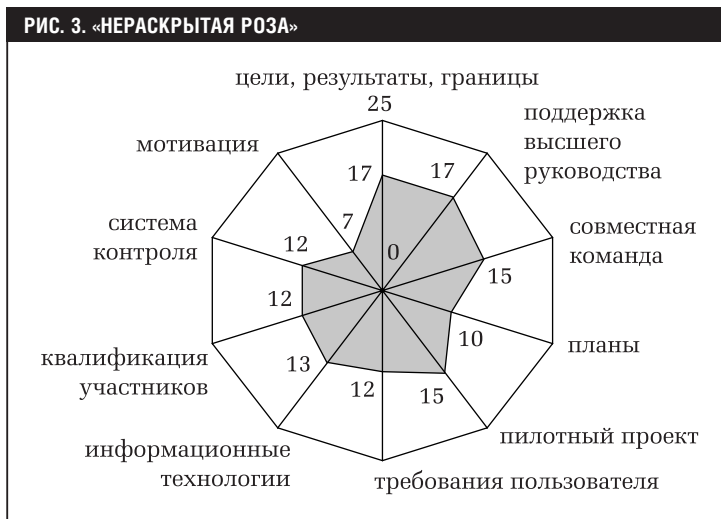 РИС. 3. «НЕРАСКРЫТАЯ РОЗА»
цели, результаты, границы
25
поддержка
высшего
руководства
мотивация
17
17
система
контроля
7
совместная
команда
12
0
15
12
квалификация
участников
10
планы
13
12
15
пилотный проект
информационные
технологии
требования пользователя